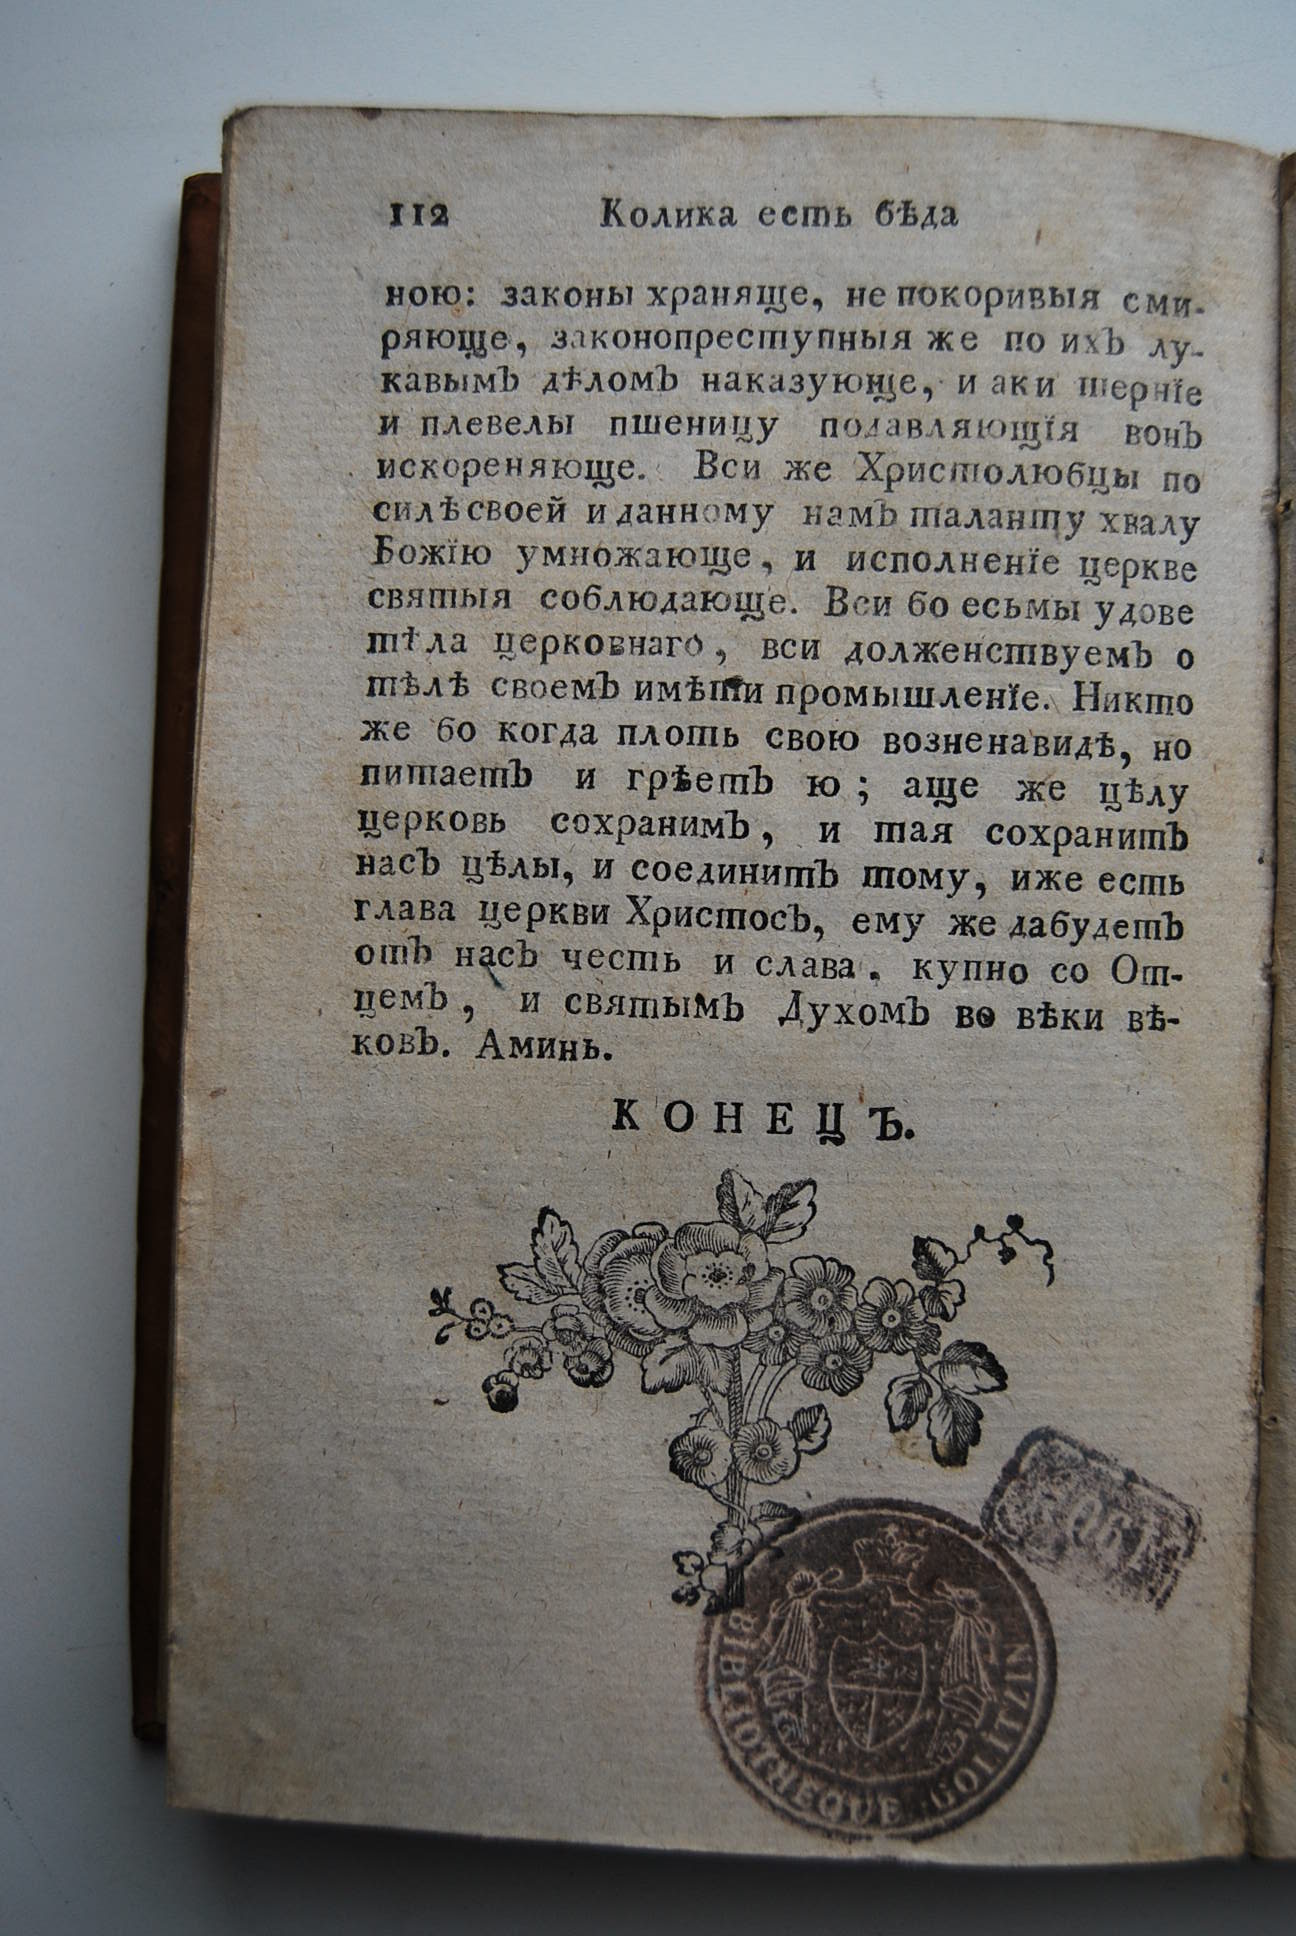 112 Колика есть бѣда
ною: законы храняще, не покоривыя сми-
ряюще, законопреступныя же по ихЪ лу-
кавымЪ дѣломЪ наказующе, и аки терніе
и плевелы пшеницу подавляющія вонЪ
искореняюще. Вси же Христолюбцы по
силѣ своей и данному намЪ таланту хвалу
Божію умножающе, и исполненіе церкве
святыя соблюдающе. Вси бо есьмы удове
тѣла церковнаго, вси долженствуемЪ о
тѣлѣ своемЪ имѣти промышленіе. Никто
же бо когда плоть свою возненавидѣ, но
питаетЪ и грѣетЪ ю; аще же цѣлу
церковь сохранимЪ, и тая сохранитЪ
насЪ цѣлы, и соединитЪ тому, иже есть
глава церкви ХристосЪ, ему же дабудетЪ
отЪ насЪ честь и слава, купно со От-
цемЪ, и святымЪ ДухомЪ во вѣки вѣ-
ковЪ. Аминь.
КОНЕЦЪ.
BIBLIOTHEQUE GOLITZIN